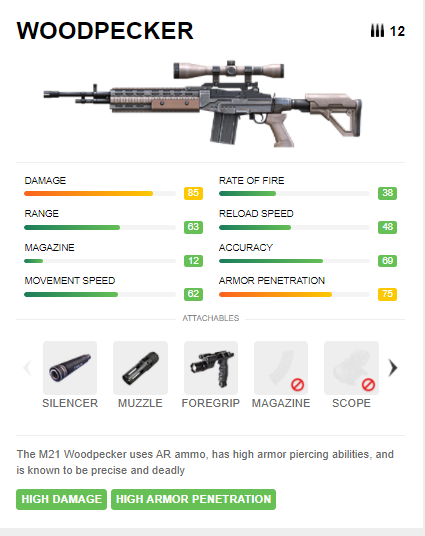 WOODPECKER 12
DAMAGE 85 RATE OF FIRE 38
RANGE 63 RELOAD SPEED 48
MAGAZINE 12 ACCURACY 69
MOVEMENT SPEED 62 ARMOR PENETRATION 75
ATTACHABLES
SILENCER MUZZLE FOREGRIP MAGAZINE SCOPE
The M21 Woodpecker uses AR ammo, has high armor piercing abilities, and
is known to be precise and deadly
HIGH DAMAGE HIGH ARMOR PENETRATION